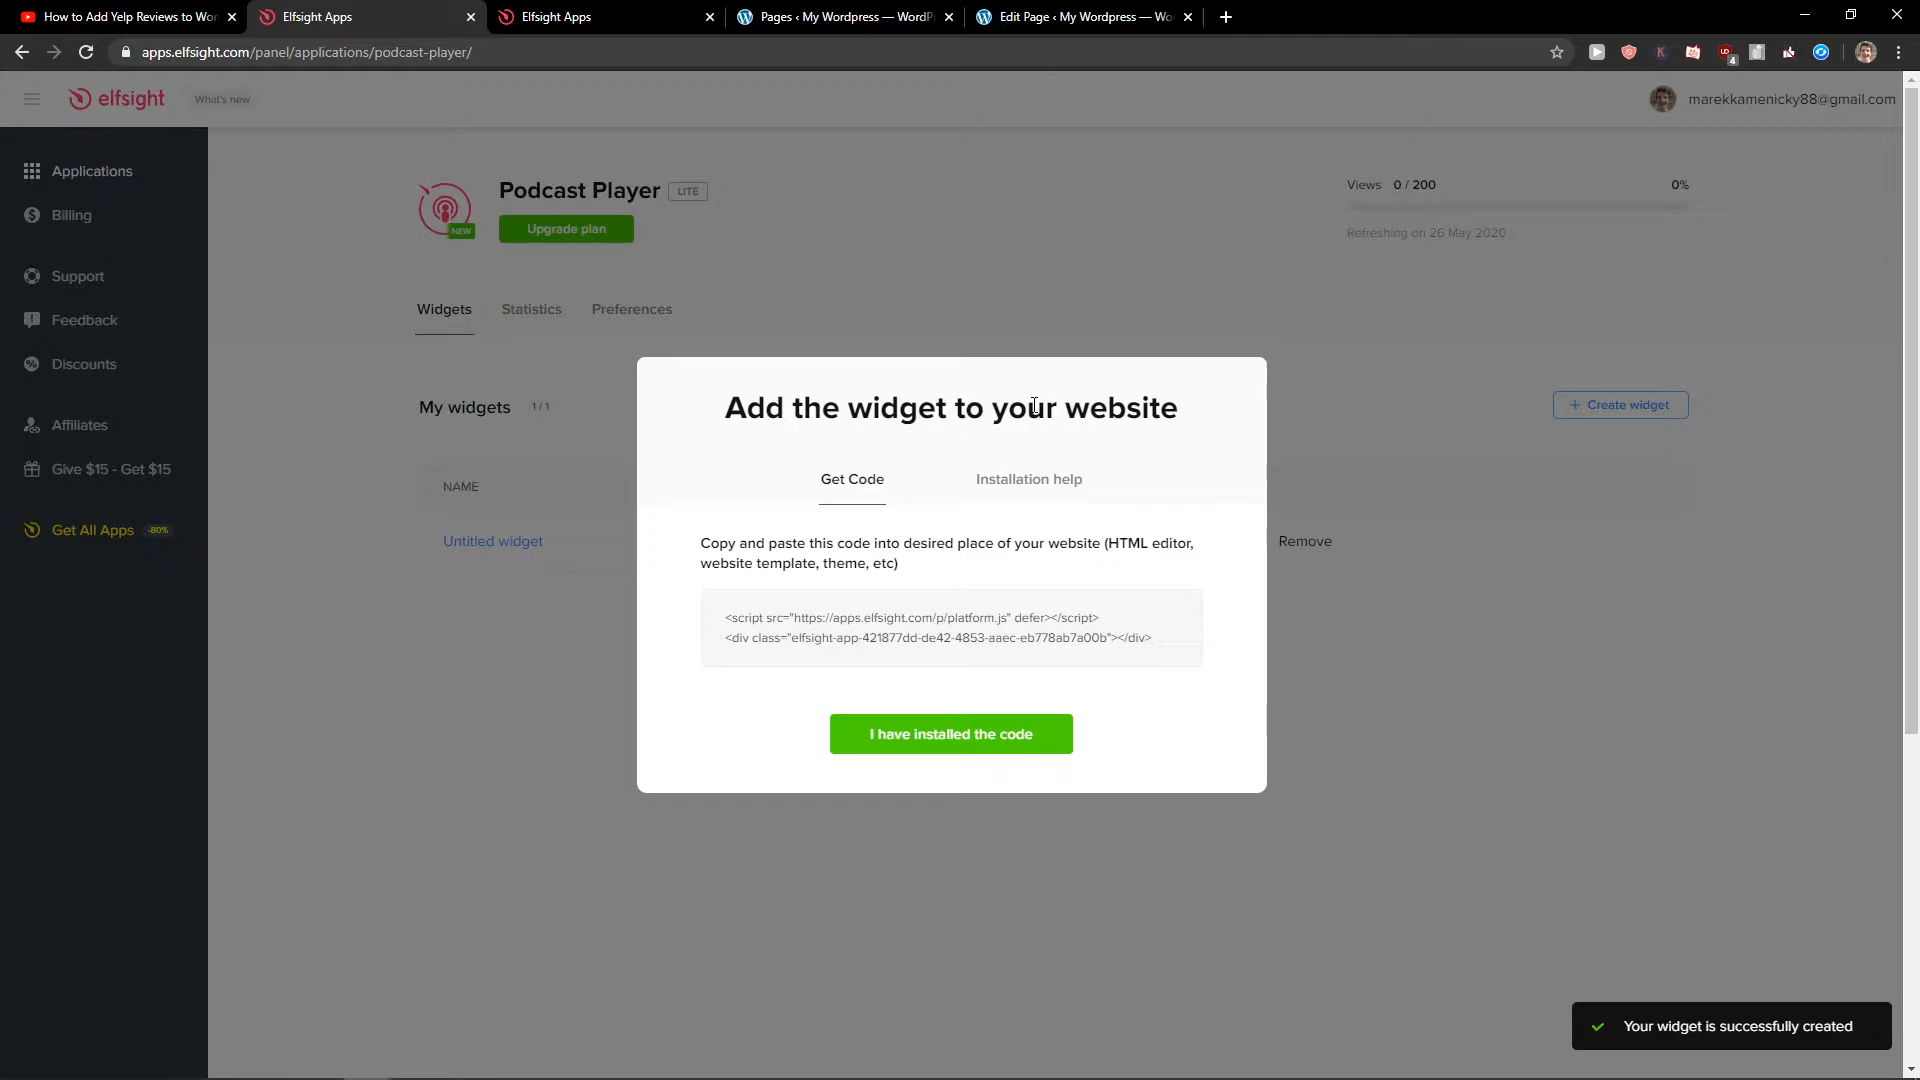 How to Add Yelp Reviews to Wor
Elfsight Apps
Elfsight Apps
Pages ‹ My Wordpress — WordP
Edit Page ‹ My Wordpress — Wo
apps.elfsight.com/panel/applications/podcast-player/
4
elfsight
What's new
marekkamenicky88@gmail.com
Applications
Billing
Support
Feedback
Discounts
Affiliates
Give $15 - Get $15
Get All Apps -80%
NEW
Podcast Player LITE
Upgrade plan
Views 0 / 200 0%
Refreshing on 26 May 2020
Widgets Statistics Preferences
My widgets 1 / 1
+ Create widget
NAME
Untitled widget
Remove
Add the widget to your website
Get Code Installation help
Copy and paste this code into desired place of your website (HTML editor,
website template, theme, etc)
<script src="https://apps.elfsight.com/p/platform.js" defer></script>
<div class="elfsight-app-421877dd-de42-4853-aaec-eb778ab7a00b"></div>
I have installed the code
Your widget is successfully created